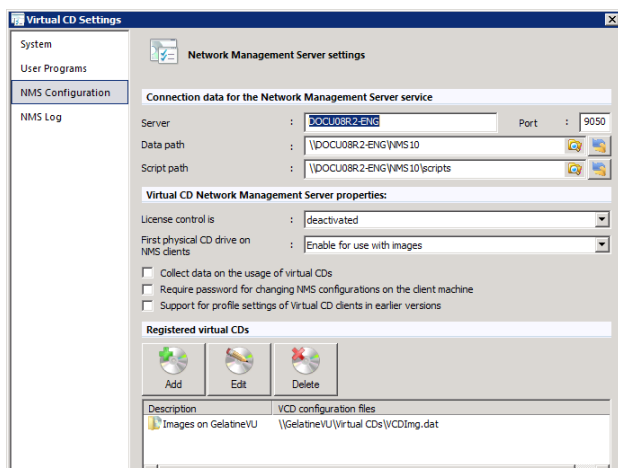 Virtual CD Settings
System
User Programs
NMS Configuration
NMS Log
Network Management Server settings
Connection data for the Network Management Server service
Server : DOCU08R2-ENG Port : 9050
Data path : \\DOCU08R2-ENG\NMS10
Script path : \\DOCU08R2-ENG\NMS10\scripts
Virtual CD Network Management Server properties:
License control is : deactivated
First physical CD drive on
NMS clients : Enable for use with images
Collect data on the usage of virtual CDs
Require password for changing NMS configurations on the client machine
Support for profile settings of Virtual CD clients in earlier versions
Registered virtual CDs
Add Edit Delete
Description VCD configuration files
Images on GelatineVU \\GelatineVU\Virtual CDs\VCDImg.dat